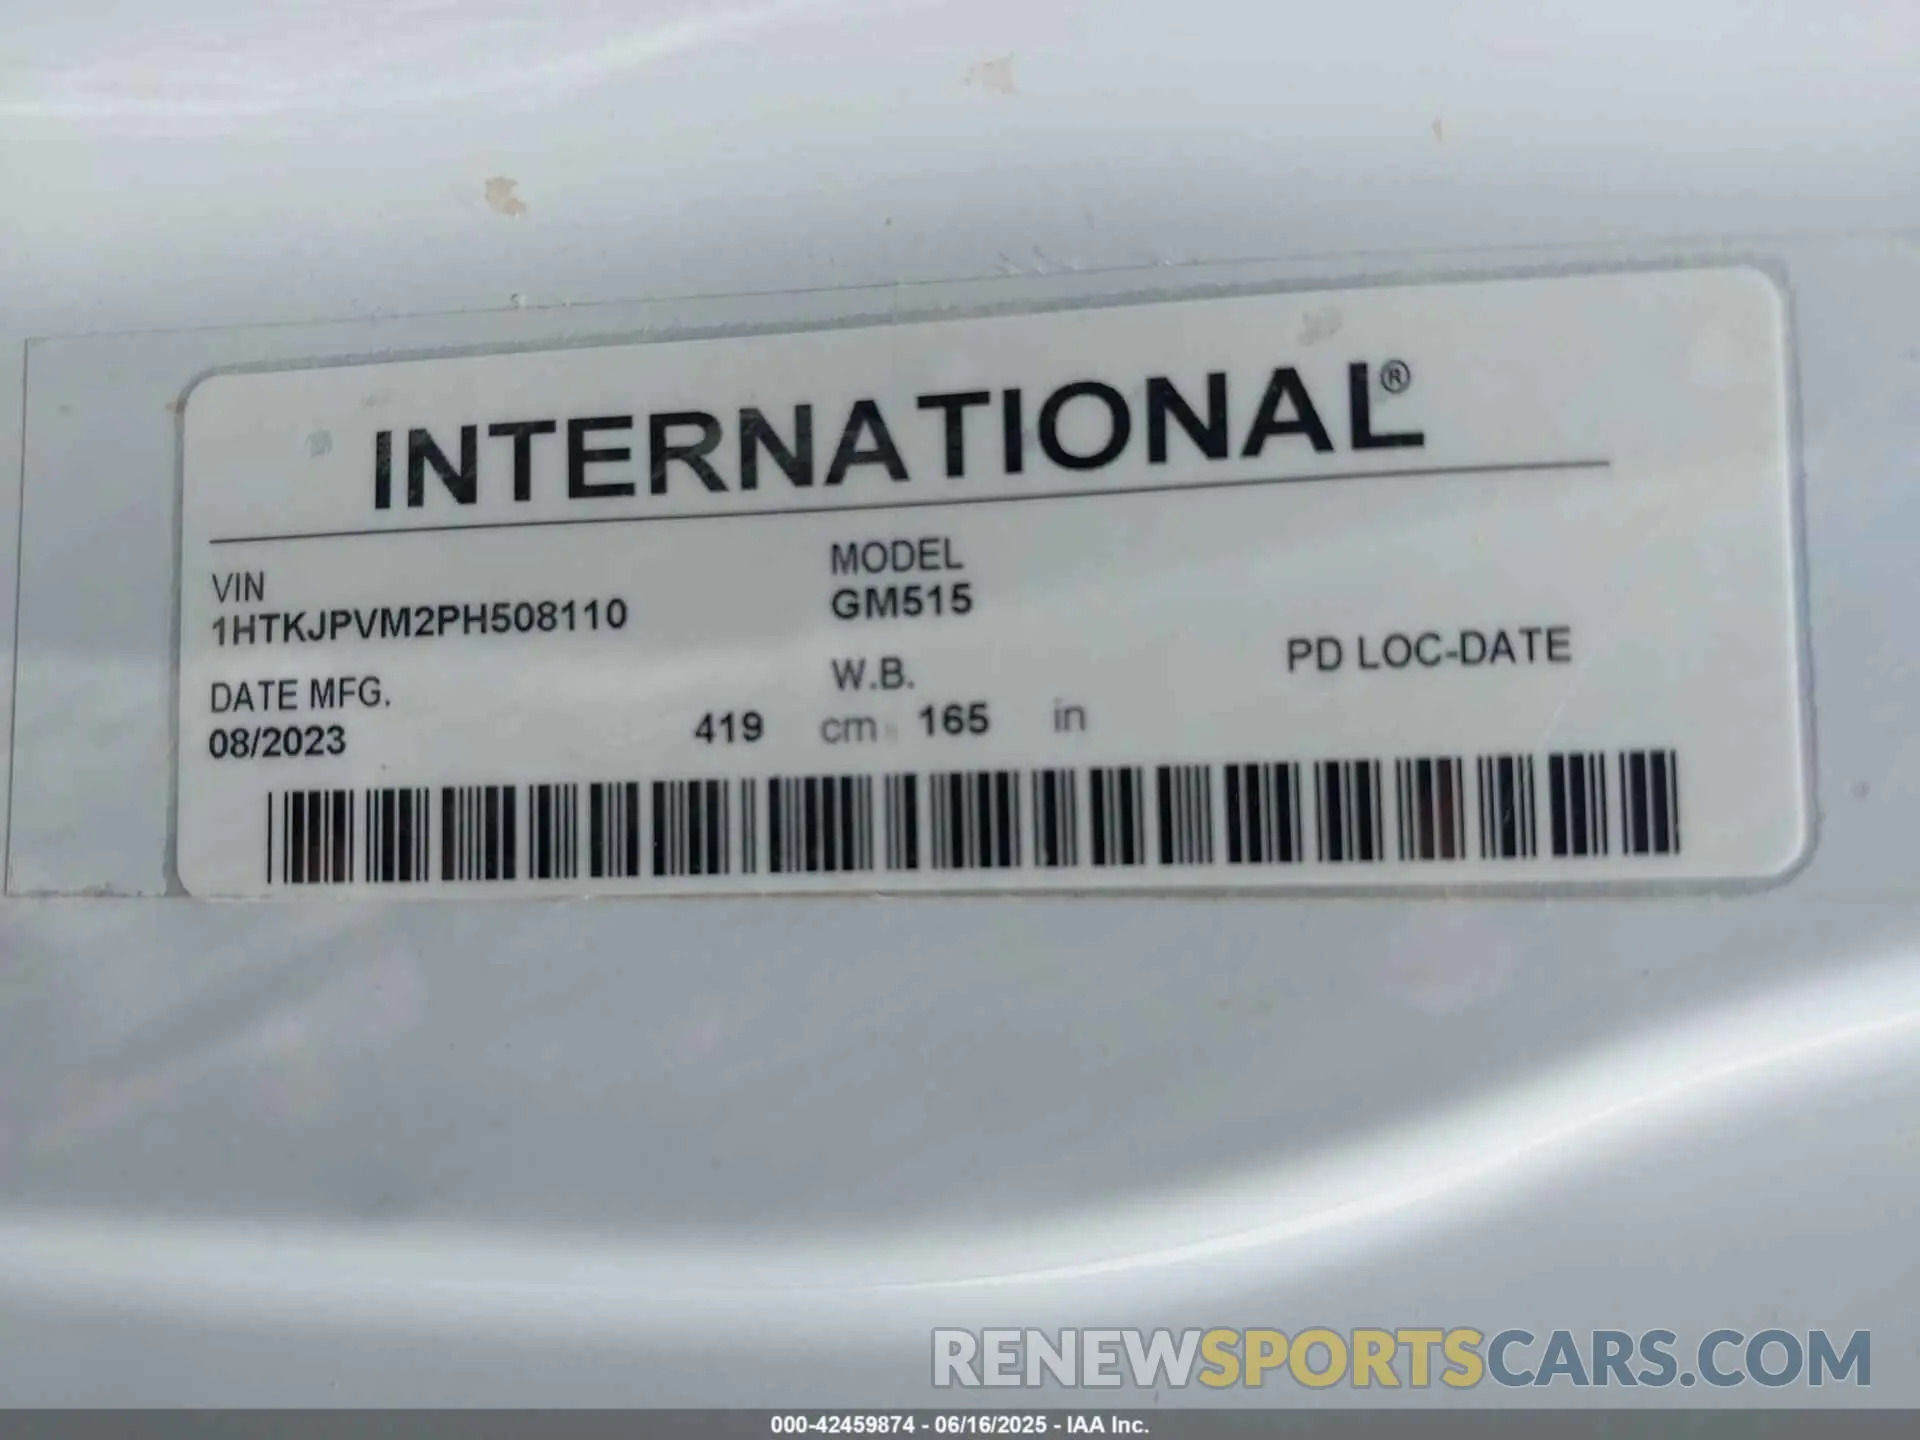 INTERNATIONAL®
VIN
1HTKJPVM2PH508110
MODEL
GM515
DATE MFG.
08/2023
W.B.
419 cm 165 in
PD LOC-DATE
RENEWSPORTSCARS.COM
000-42459874 - 06/16/2025 - IAA Inc.